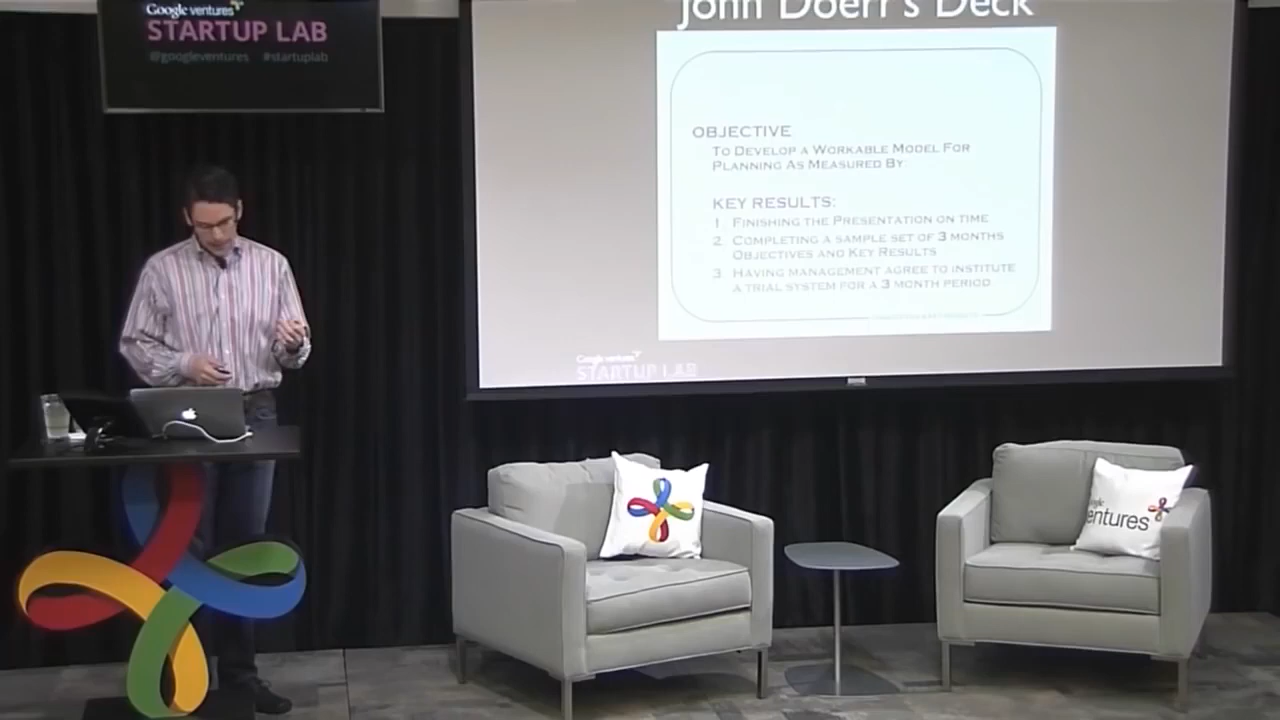 Google ventures
STARTUP LAB
@googleventures #startuplab
John Doerr's Deck
OBJECTIVE
TO DEVELOP A WORKABLE MODEL FOR
PLANNING AS MEASURED BY:
KEY RESULTS:
1. FINISHING THE PRESENTATION ON TIME
2. COMPLETING A SAMPLE SET OF 3 MONTHS
OBJECTIVES AND KEY RESULTS
3. HAVING MANAGEMENT AGREE TO INSTITUTE
A TRIAL SYSTEM FOR A 3 MONTH PERIOD
Google ventures
STARTUP LAB
ogle
entures